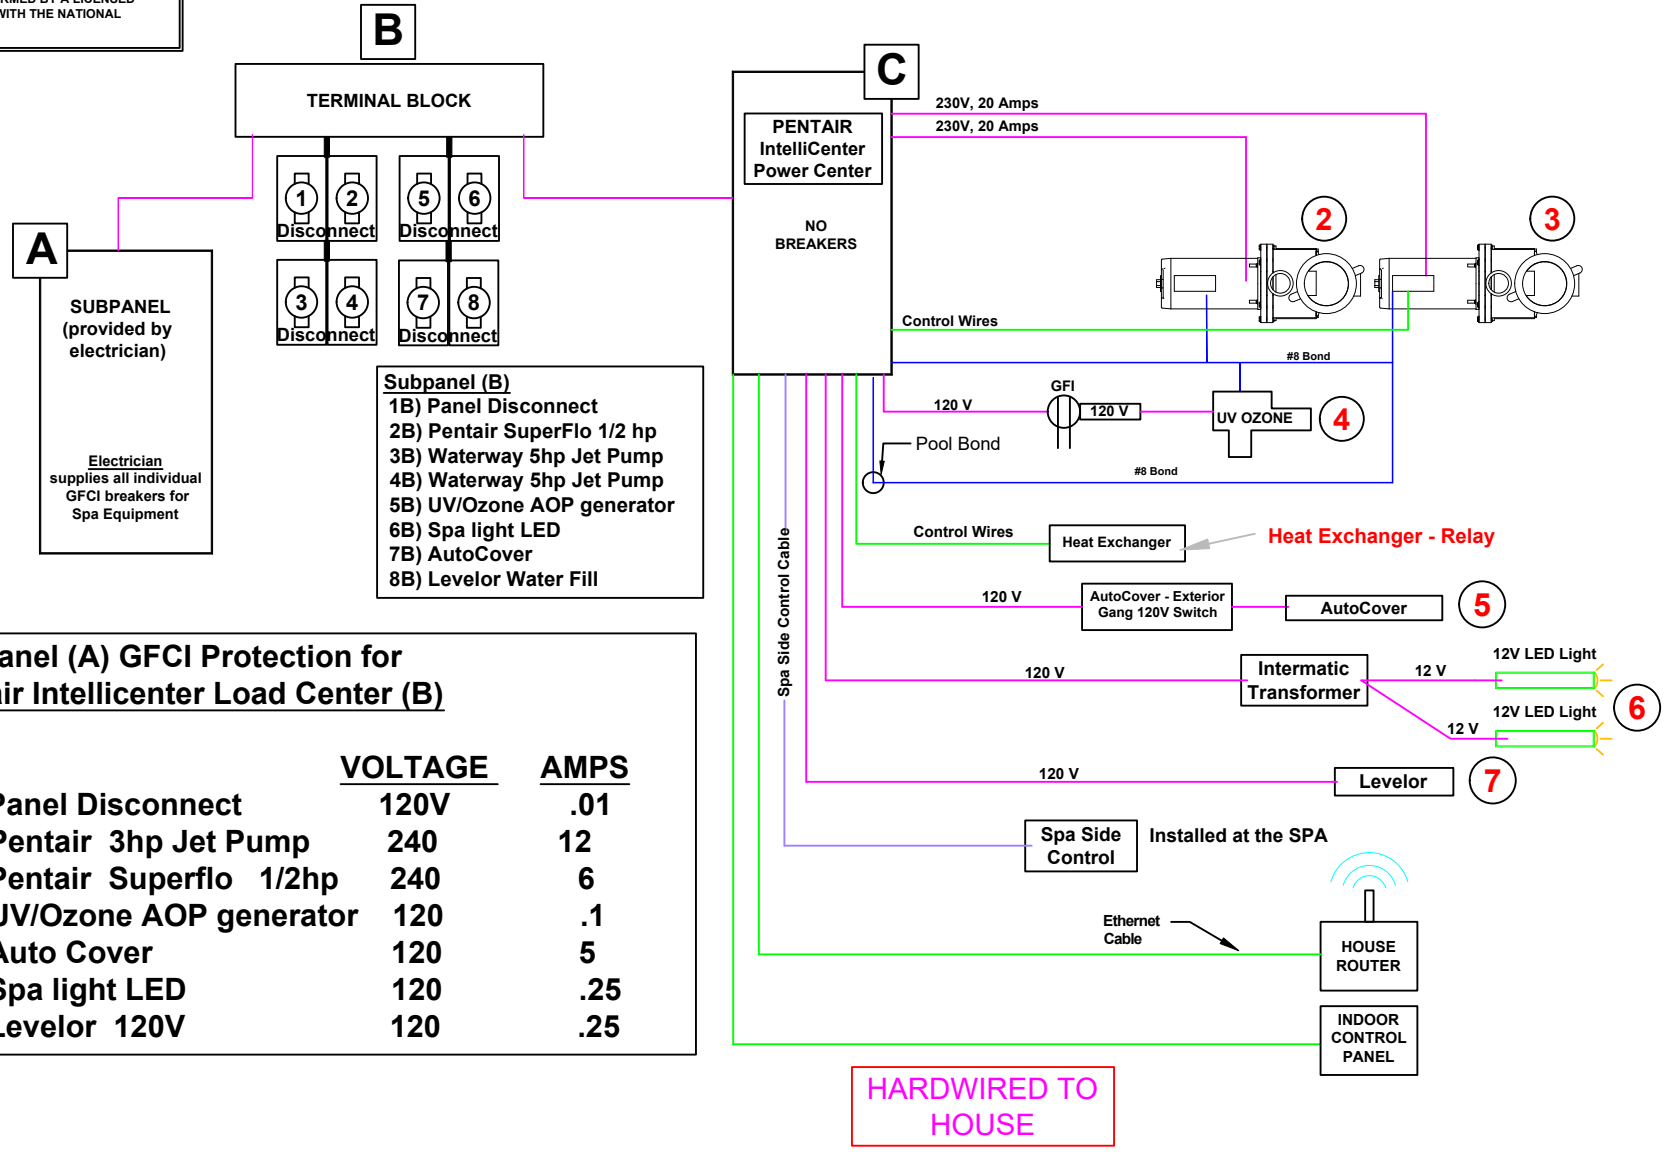 WITH THE NATIONAL
B
TERMINAL BLOCK
1
2
5
6
Disconnect
Disconnect
3
4
7
8
Disconnect
Disconnect
A
SUBPANEL
(provided by
electrician)
Electrician
supplies all individual
GFCI breakers for
Spa Equipment
Subpanel (B)
1B) Panel Disconnect
2B) Pentair SuperFlo 1/2 hp
3B) Waterway 5hp Jet Pump
4B) Waterway 5hp Jet Pump
5B) UV/Ozone AOP generator
6B) Spa light LED
7B) AutoCover
8B) Levelor Water Fill
anel (A) GFCI Protection for
ir Intellicenter Load Center (B)
VOLTAGE AMPS
Panel Disconnect 120V .01
Pentair 3hp Jet Pump 240 12
Pentair Superflo 1/2hp 240 6
UV/Ozone AOP generator 120 .1
Auto Cover 120 5
Spa light LED 120 .25
Levelor 120V 120 .25
C
PENTAIR
IntelliCenter
Power Center
NO
BREAKERS
230V, 20 Amps
230V, 20 Amps
2
3
Control Wires
#8 Bond
120 V
GFI
120 V
UV OZONE
4
Pool Bond
#8 Bond
Control Wires
Heat Exchanger
Heat Exchanger - Relay
Spa Side Control Cable
120 V
AutoCover - Exterior
Gang 120V Switch
AutoCover
5
120 V
Intermatic
Transformer
12 V
12V LED Light
12 V
12V LED Light
6
120 V
Levelor
7
Spa Side
Control
Installed at the SPA
Ethernet
Cable
HOUSE
ROUTER
INDOOR
CONTROL
PANEL
HARDWIRED TO
HOUSE